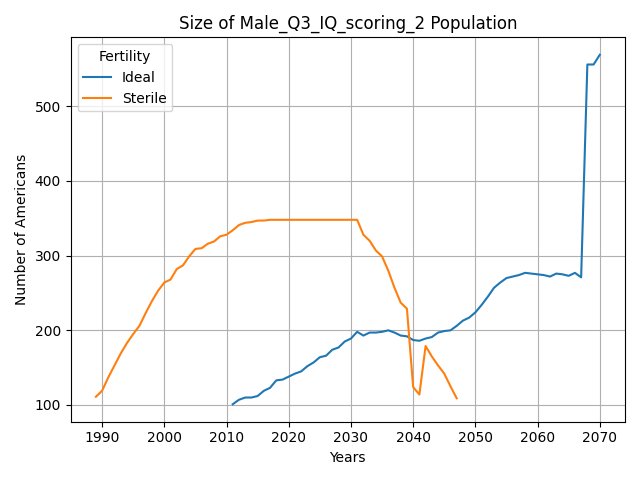 Size of Male_Q3_IQ_scoring_2 Population
Fertility
Ideal
Sterile
Number of Americans
500
400
300
200
100
1990 2000 2010 2020 2030 2040 2050 2060 2070
Years